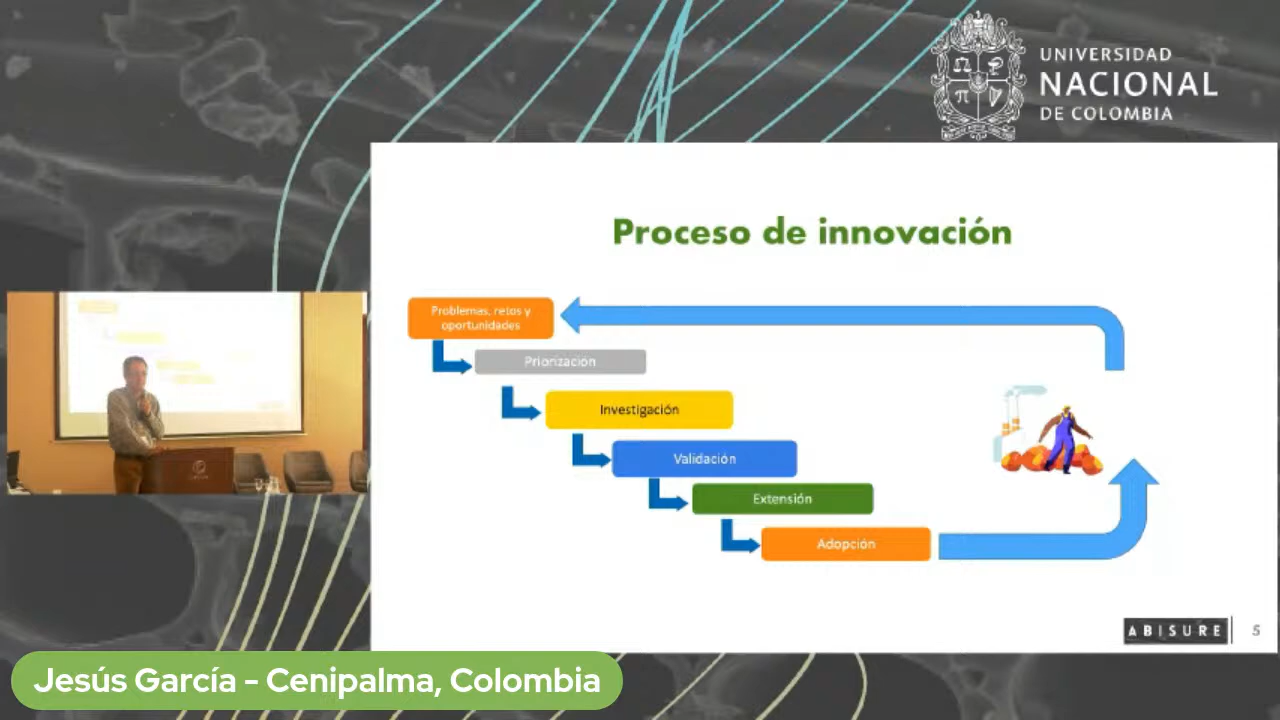 UNIVERSIDAD
NACIONAL
DE COLOMBIA
Proceso de innovación
Problemas, retos y
oportunidades
Priorización
Investigación
Validación
Extensión
Adopción
ABISURE
5
Jesús García - Cenipalma, Colombia